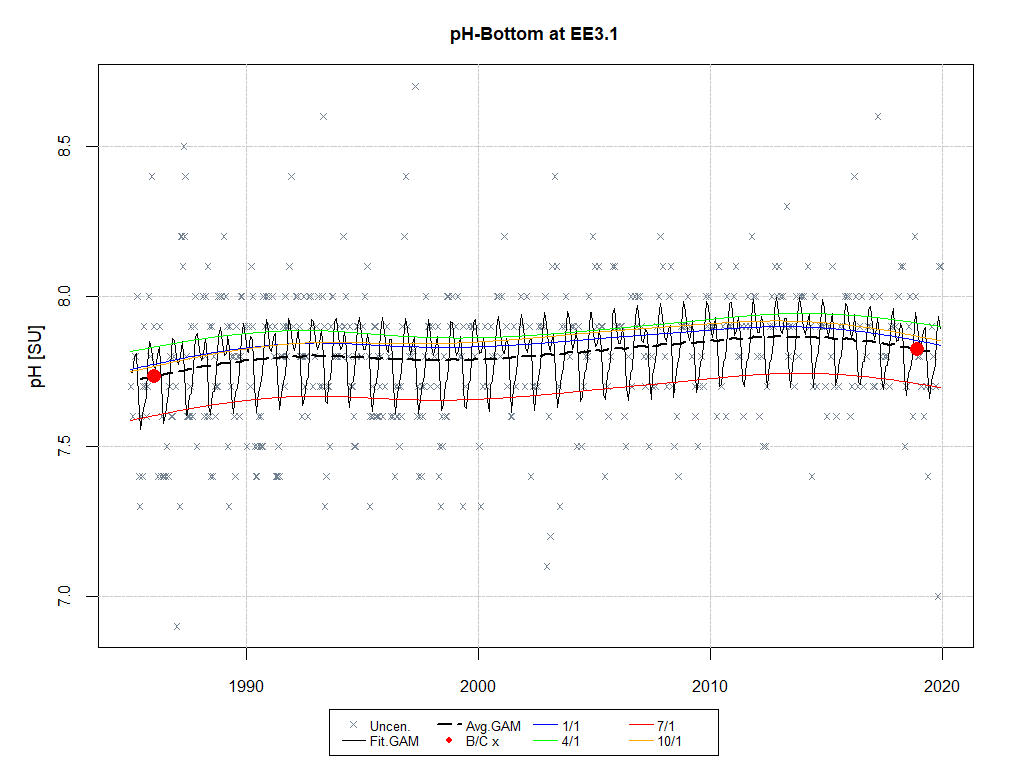 pH-Bottom at EE3.1
pH [SU]
8.5
8.0
7.5
7.0
1990 2000 2010 2020
Uncen. Avg.GAM 1/1 7/1
Fit.GAM B/C x 4/1 10/1